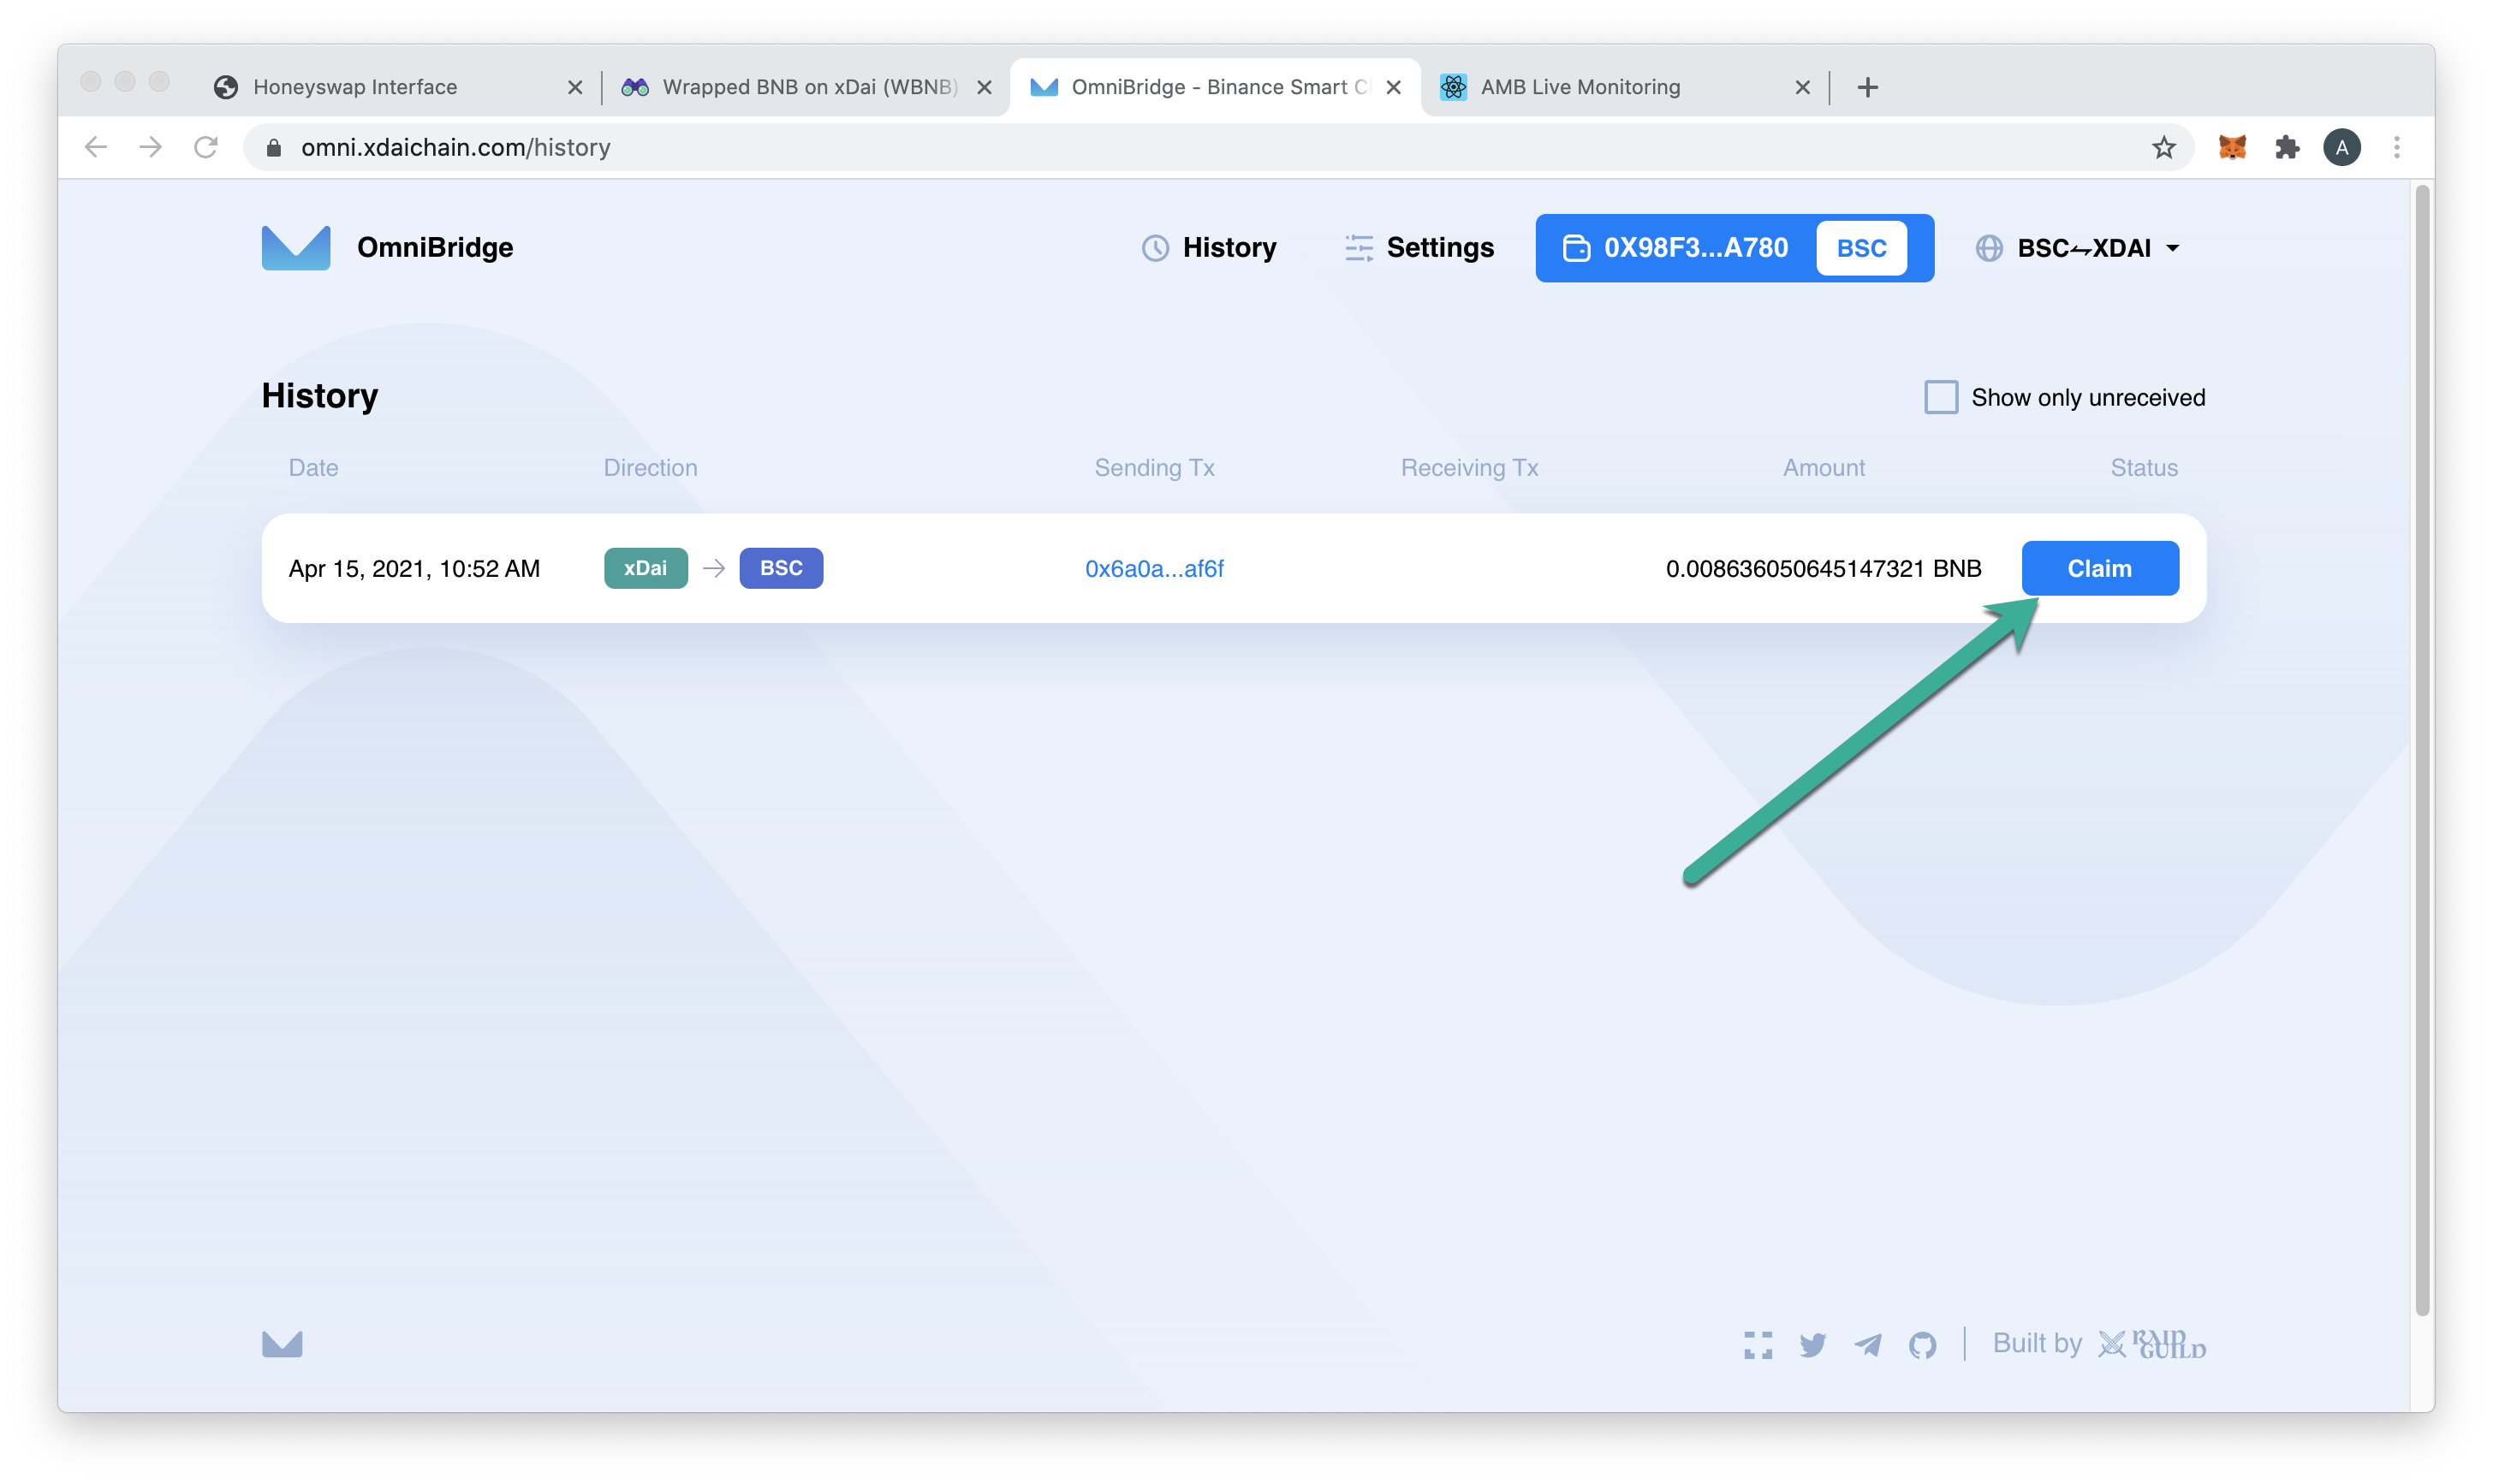 Honeyswap Interface
Wrapped BNB on xDai (WBNB)
OmniBridge - Binance Smart C
AMB Live Monitoring
omni.xdaichain.com/history
A
OmniBridge
History
Settings
0X98F3...A780
BSC
BSC⇋XDAI
History
Show only unreceived
Date
Direction
Sending Tx
Receiving Tx
Amount
Status
Apr 15, 2021, 10:52 AM
xDai
BSC
0x6a0a...af6f
0.008636050645147321 BNB
Claim
Built by
RAID
GUILD